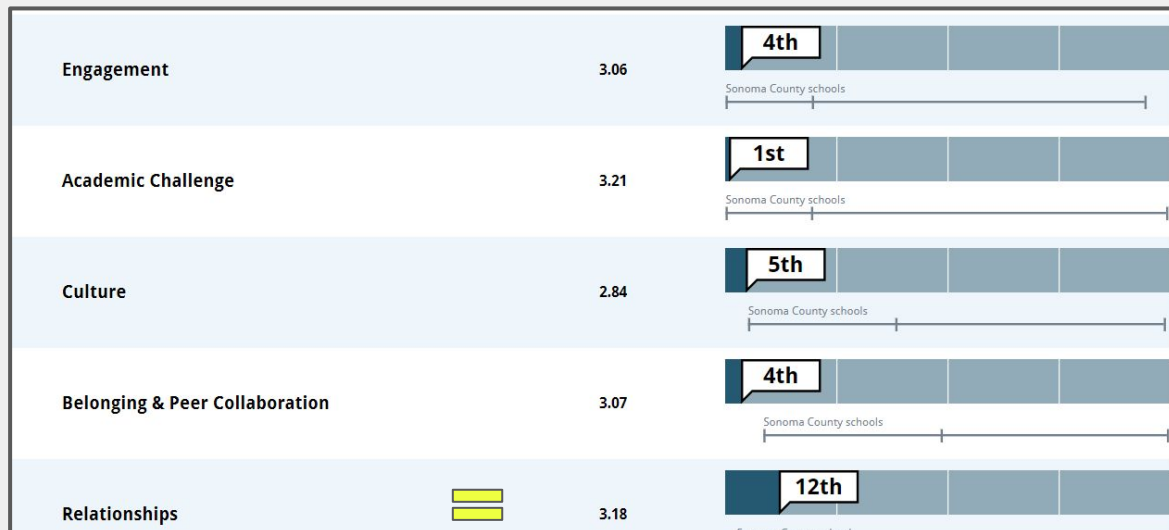 Engagement 3.06 4th
Sonoma County schools
Academic Challenge 3.21 1st
Sonoma County schools
Culture 2.84 5th
Sonoma County schools
Belonging & Peer Collaboration 3.07 4th
Sonoma County schools
Relationships 3.18 12th